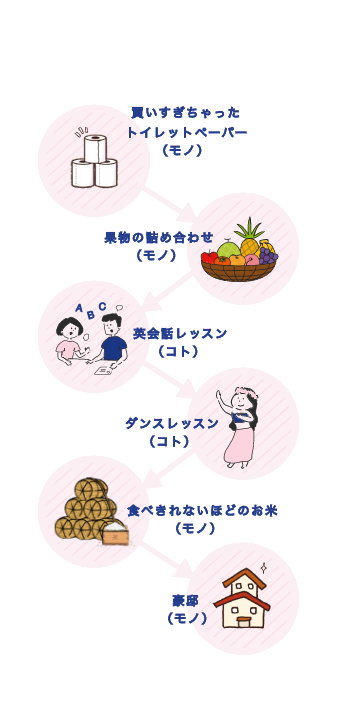 買いすぎちゃった
トイレットペーパー
（モノ）
果物の詰め合わせ
（モノ）
A B C
英会話レッスン
（コト）
ダンスレッスン
（コト）
食べきれないほどのお米
（モノ）
豪邸
（モノ）